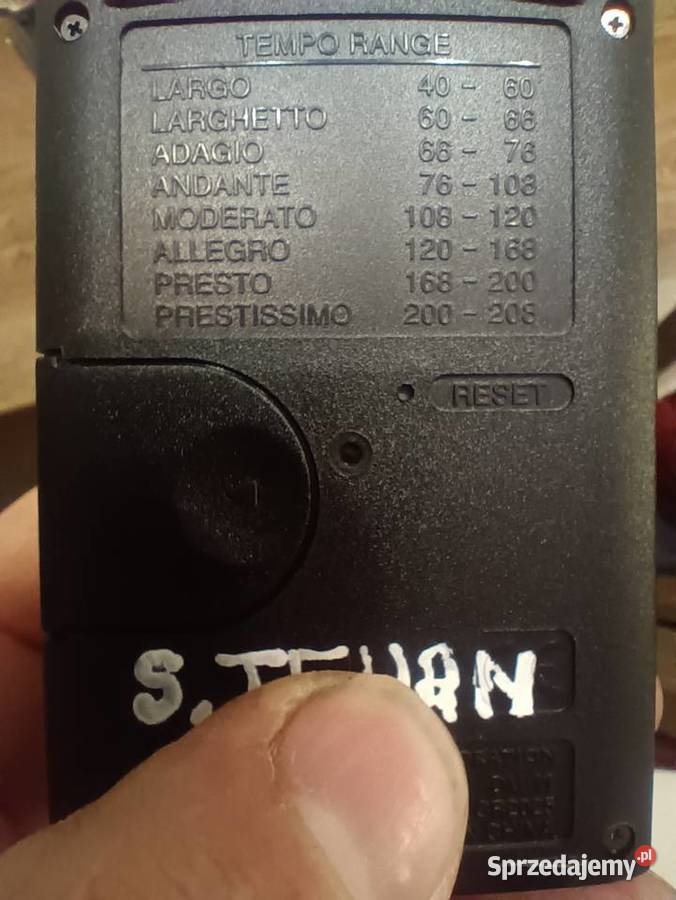 TEMPO RANGE
LARGO 40 - 60
LARGHETTO 60 - 66
ADAGIO 66 - 76
ANDANTE 76 - 108
MODERATO 108 - 120
ALLEGRO 120 - 168
PRESTO 168 - 200
PRESTISSIMO 200 - 208
RESET
S.
CHINA
Sprzedajemy.pl